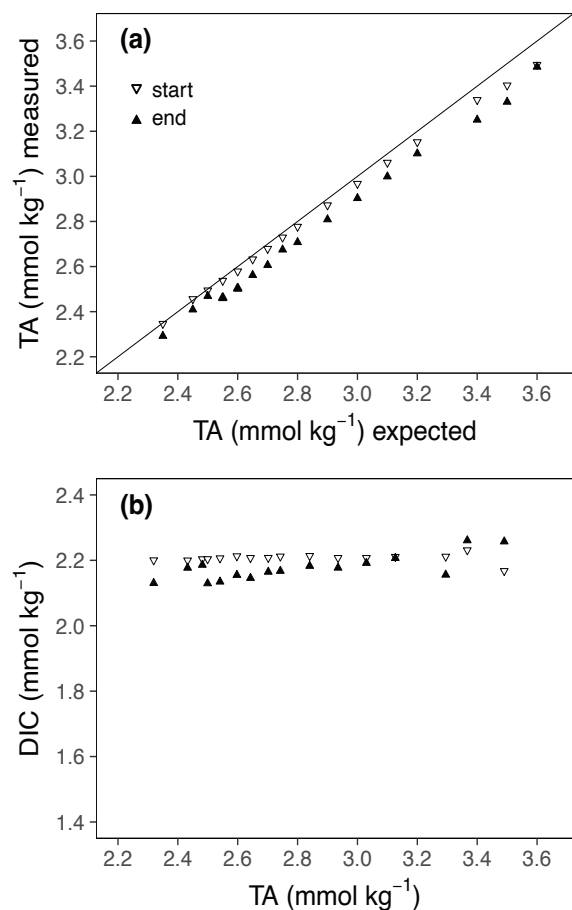 (a)
start
end
TA (mmol kg⁻¹) measured
3.6
3.4
3.2
3.0
2.8
2.6
2.4
2.2
2.2 2.4 2.6 2.8 3.0 3.2 3.4 3.6
TA (mmol kg⁻¹) expected
(b)
DIC (mmol kg⁻¹)
2.4
2.2
2.0
1.8
1.6
1.4
2.2 2.4 2.6 2.8 3.0 3.2 3.4 3.6
TA (mmol kg⁻¹)